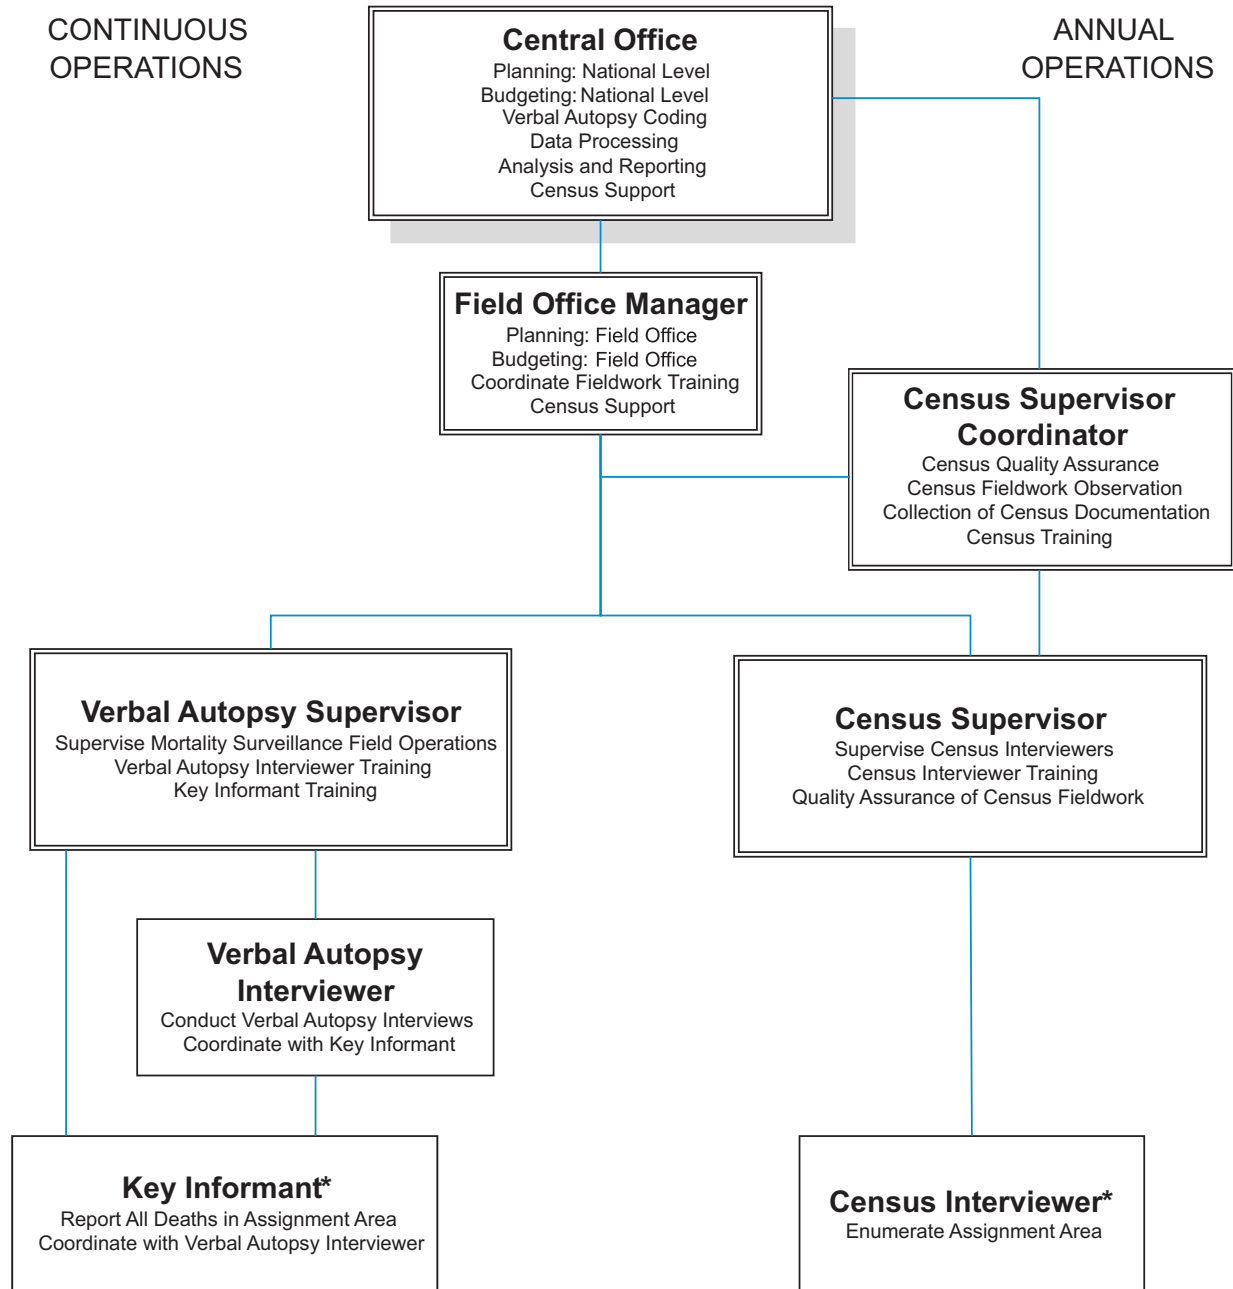 CONTINUOUS
OPERATIONS
ANNUAL
OPERATIONS
Central Office
Planning: National Level
Budgeting: National Level
Verbal Autopsy Coding
Data Processing
Analysis and Reporting
Census Support
Field Office Manager
Planning: Field Office
Budgeting: Field Office
Coordinate Fieldwork Training
Census Support
Census Supervisor
Coordinator
Census Quality Assurance
Census Fieldwork Observation
Collection of Census Documentation
Census Training
Verbal Autopsy Supervisor
Supervise Mortality Surveillance Field Operations
Verbal Autopsy Interviewer Training
Key Informant Training
Census Supervisor
Supervise Census Interviewers
Census Interviewer Training
Quality Assurance of Census Fieldwork
Verbal Autopsy
Interviewer
Conduct Verbal Autopsy Interviews
Coordinate with Key Informant
Key Informant*
Report All Deaths in Assignment Area
Coordinate with Verbal Autopsy Interviewer
Census Interviewer*
Enumerate Assignment Area